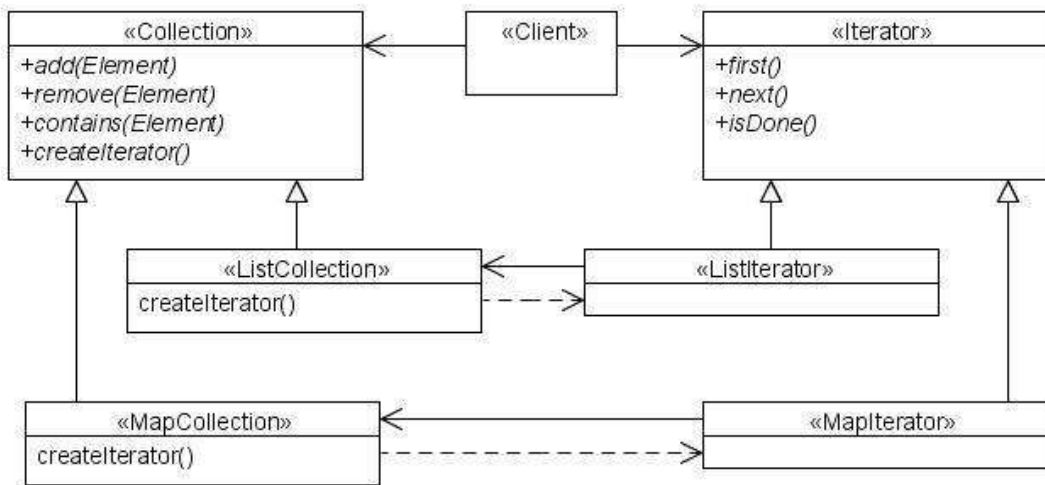 «Collection»
+add(Element)
+remove(Element)
+contains(Element)
+createIterator()
«Client»
«Iterator»
+first()
+next()
+isDone()
«ListCollection»
createIterator()
«ListIterator»
«MapCollection»
createIterator()
«MapIterator»